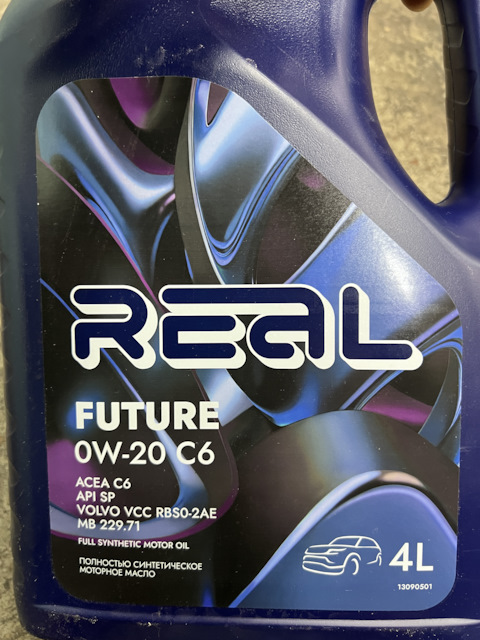 REAL
FUTURE
0W-20 C6
ACEA C6
API SP
VOLVO VCC RBS0-2AE
MB 229.71
FULL SYNTHETIC MOTOR OIL
ПОЛНОСТЬЮ СИНТЕТИЧЕСКОЕ
МОТОРНОЕ МАСЛО
4L
13090501